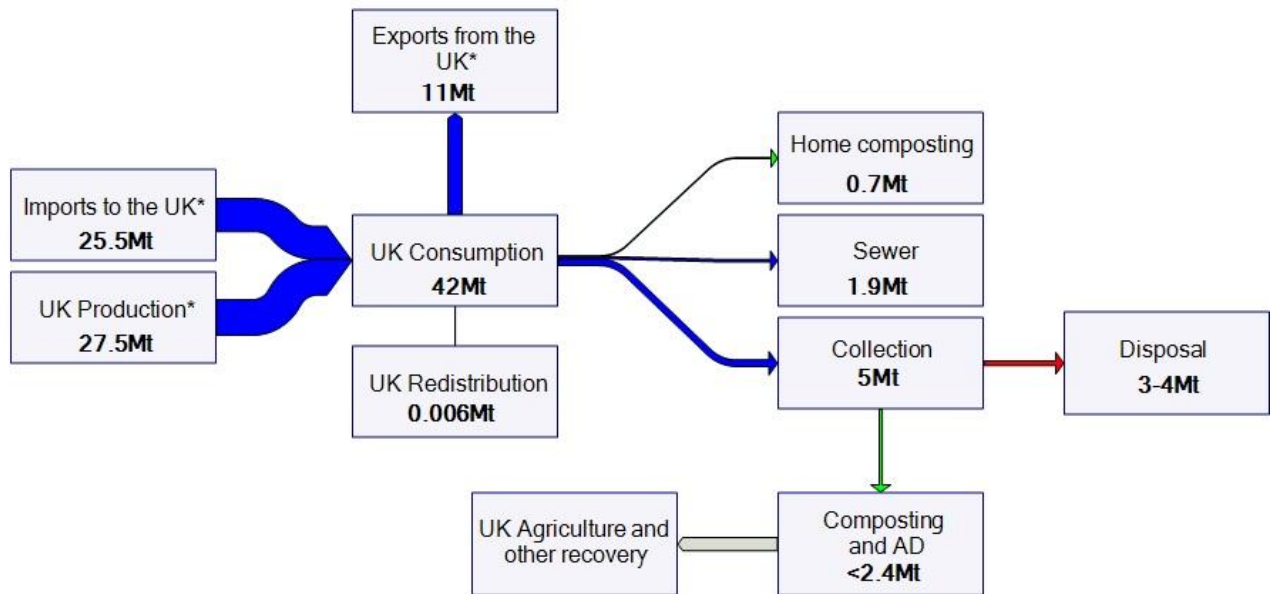 Exports from the
UK*
11Mt
Imports to the UK*
25.5Mt
UK Production*
27.5Mt
UK Consumption
42Mt
UK Redistribution
0.006Mt
Home composting
0.7Mt
Sewer
1.9Mt
Collection
5Mt
Disposal
3-4Mt
UK Agriculture and
other recovery
Composting
and AD
<2.4Mt